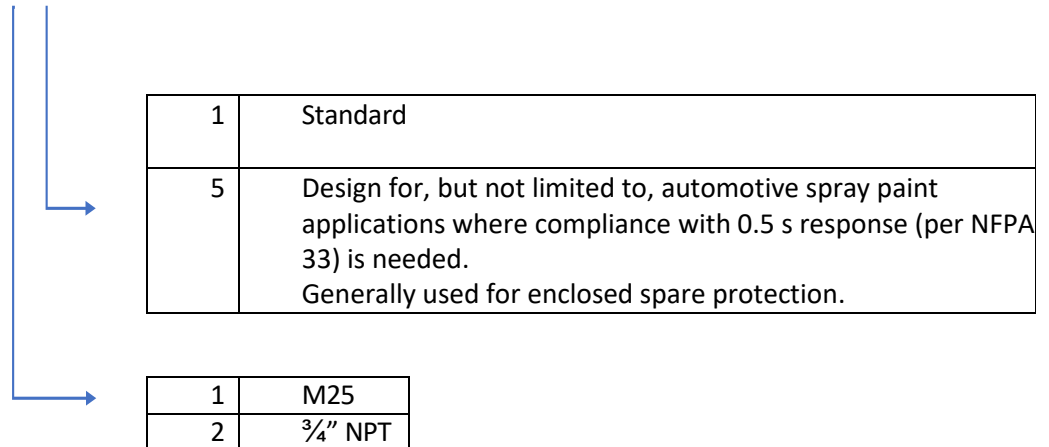 1 Standard
5 Design for, but not limited to, automotive spray paint
applications where compliance with 0.5 s response (per NFPA
33) is needed.
Generally used for enclosed spare protection.
1 M25
2 ¾” NPT